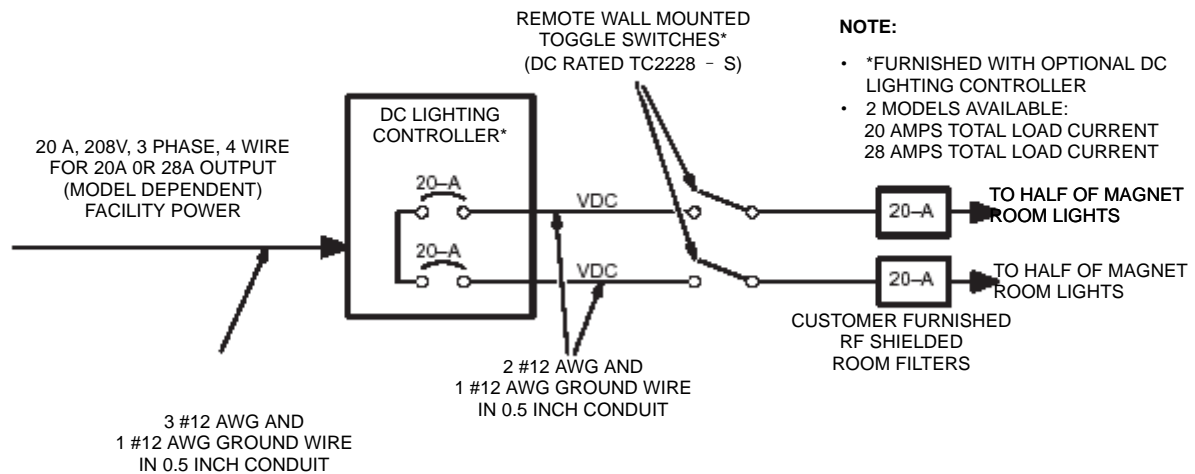 REMOTE WALL MOUNTED
TOGGLE SWITCHES*
(DC RATED TC2228 – S)
NOTE:
• *FURNISHED WITH OPTIONAL DC
LIGHTING CONTROLLER
• 2 MODELS AVAILABLE:
20 AMPS TOTAL LOAD CURRENT
28 AMPS TOTAL LOAD CURRENT
20 A, 208V, 3 PHASE, 4 WIRE
FOR 20A 0R 28A OUTPUT
(MODEL DEPENDENT)
FACILITY POWER
DC LIGHTING
CONTROLLER*
20–A
VDC
20–A
TO HALF OF MAGNET
ROOM LIGHTS
20–A
VDC
20–A
TO HALF OF MAGNET
ROOM LIGHTS
CUSTOMER FURNISHED
RF SHIELDED
ROOM FILTERS
2 #12 AWG AND
1 #12 AWG GROUND WIRE
IN 0.5 INCH CONDUIT
3 #12 AWG AND
1 #12 AWG GROUND WIRE
IN 0.5 INCH CONDUIT